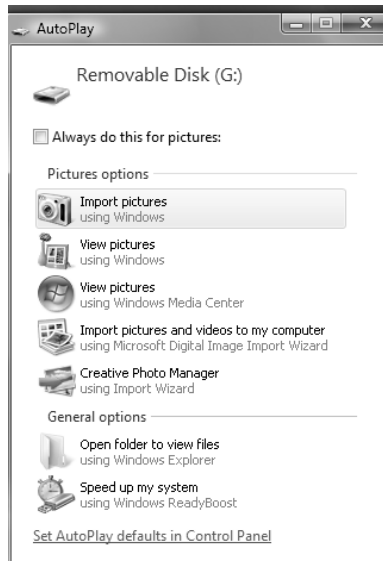 AutoPlay
Removable Disk (G:)
Always do this for pictures:
Pictures options
Import pictures
using Windows
View pictures
using Windows
View pictures
using Windows Media Center
Import pictures and videos to my computer
using Microsoft Digital Image Import Wizard
Creative Photo Manager
using Import Wizard
General options
Open folder to view files
using Windows Explorer
Speed up my system
using Windows ReadyBoost
Set AutoPlay defaults in Control Panel